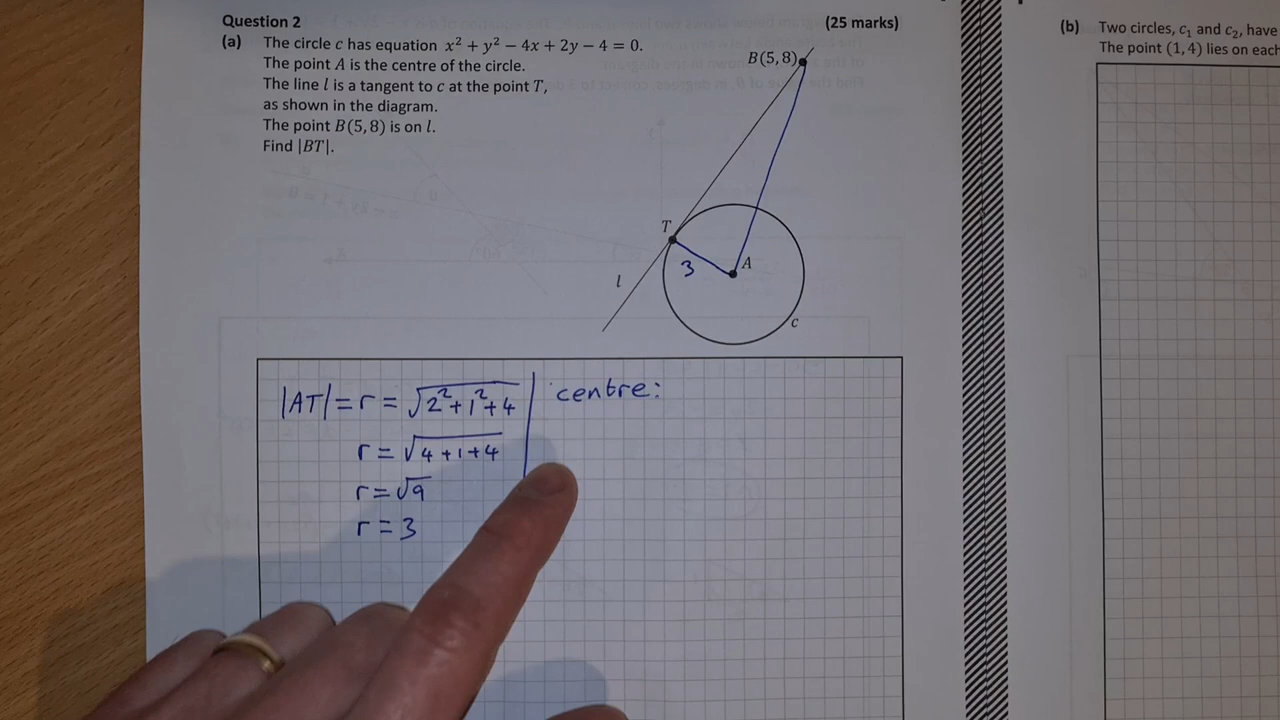 Question 2
(25 marks)
(a) The circle c has equation x² + y² − 4x + 2y − 4 = 0.
The point A is the centre of the circle.
The line l is a tangent to c at the point T,
as shown in the diagram.
The point B(5, 8) is on l.
Find |BT|.
B(5, 8)
T
3
A
l
c
|AT| = r = √2²+1²+4
r = √4+1+4
r = √9
r = 3
centre:
(b) Two circles, c₁ and c₂, have
The point (1, 4) lies on each